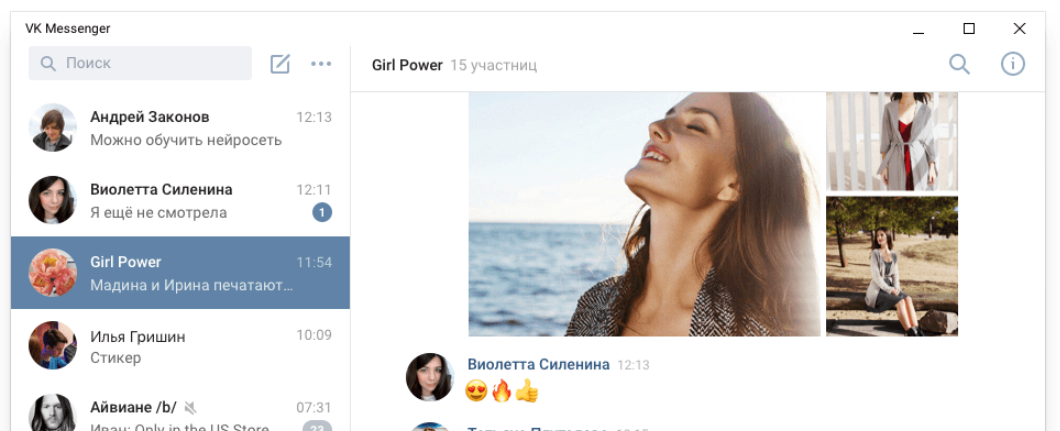 VK Messenger
Поиск
Girl Power 15 участниц
Андрей Законов 12:13
Можно обучить нейросеть
Виолетта Силенина 12:11
Я ещё не смотрела 1
Girl Power 11:54
Мадина и Ирина печатают...
Илья Гришин 10:09
Стикер
Айвиане /b/ 07:31
Иван: Only in the US Store 23
Виолетта Силенина 12:13
😍🔥👍